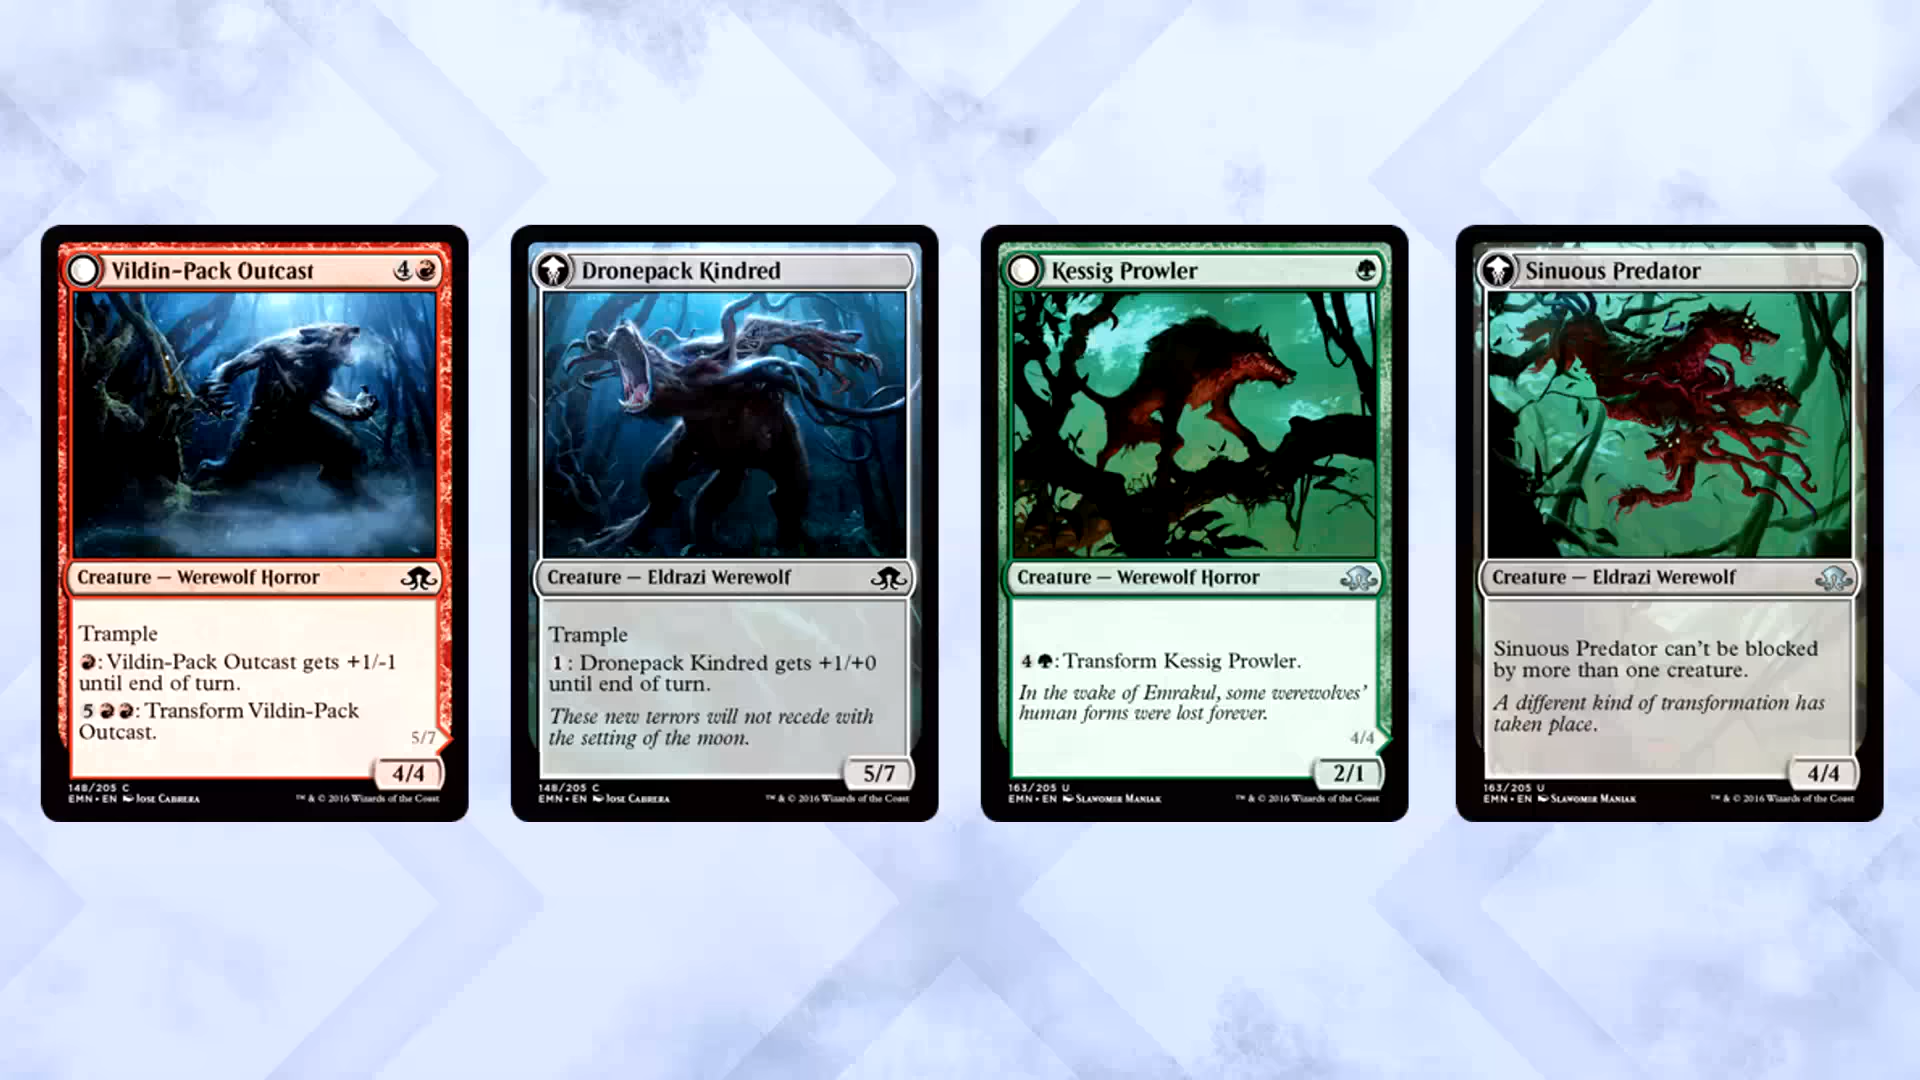 Vildin-Pack Outcast 4
Creature — Werewolf Horror
Trample
: Vildin-Pack Outcast gets +1/-1
until end of turn.
5 : Transform Vildin-Pack
Outcast.
5/7
4/4
148/205 C
EMN • EN Jose Cabrera
™ & © 2016 Wizards of the Coast
Dronepack Kindred
Creature — Eldrazi Werewolf
Trample
1 : Dronepack Kindred gets +1/+0
until end of turn.
These new terrors will not recede with
the setting of the moon.
5/7
148/205 C
EMN • EN Jose Cabrera
™ & © 2016 Wizards of the Coast
Kessig Prowler
Creature — Werewolf Horror
4 : Transform Kessig Prowler.
In the wake of Emrakul, some werewolves'
human forms were lost forever.
4/4
2/1
163/205 U
EMN • EN Slawomir Maniak
™ & © 2016 Wizards of the Coast
Sinuous Predator
Creature — Eldrazi Werewolf
Sinuous Predator can't be blocked
by more than one creature.
A different kind of transformation has
taken place.
4/4
163/205 U
EMN • EN Slawomir Maniak
™ & © 2016 Wizards of the Coast